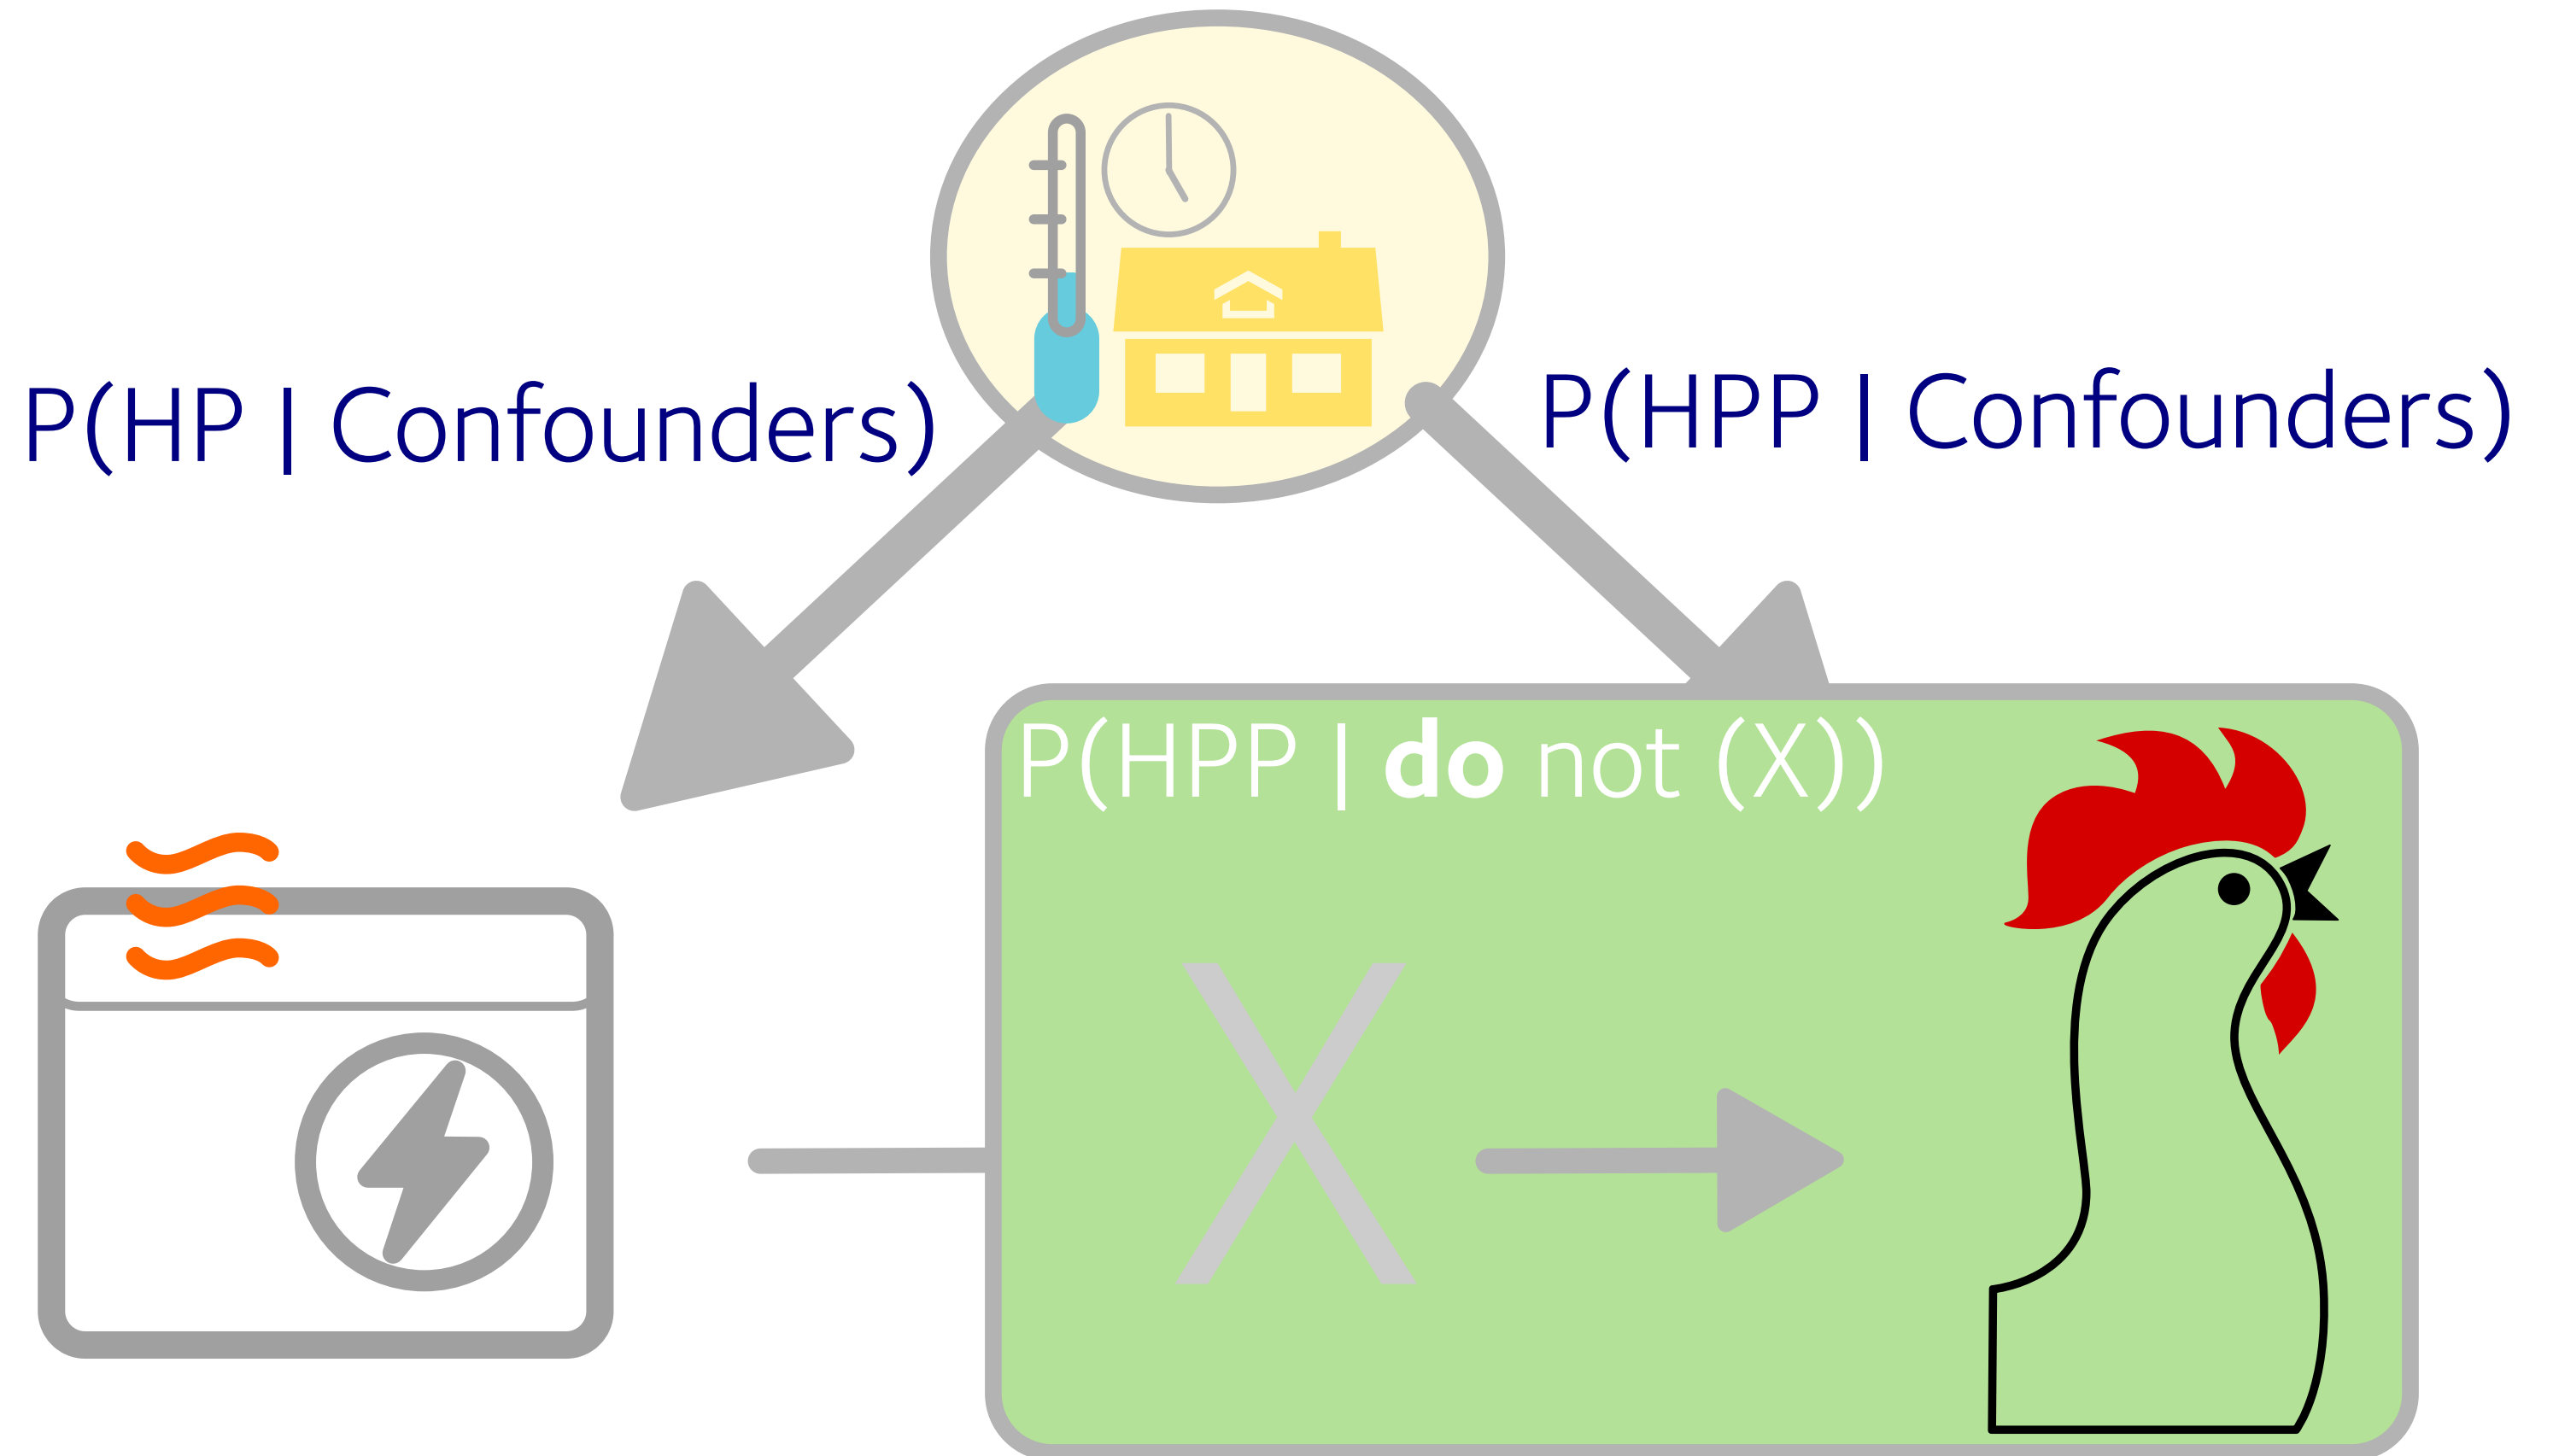 P(HP | Confounders)
P(HPP | Confounders)
P(HPP | do not (X))
X